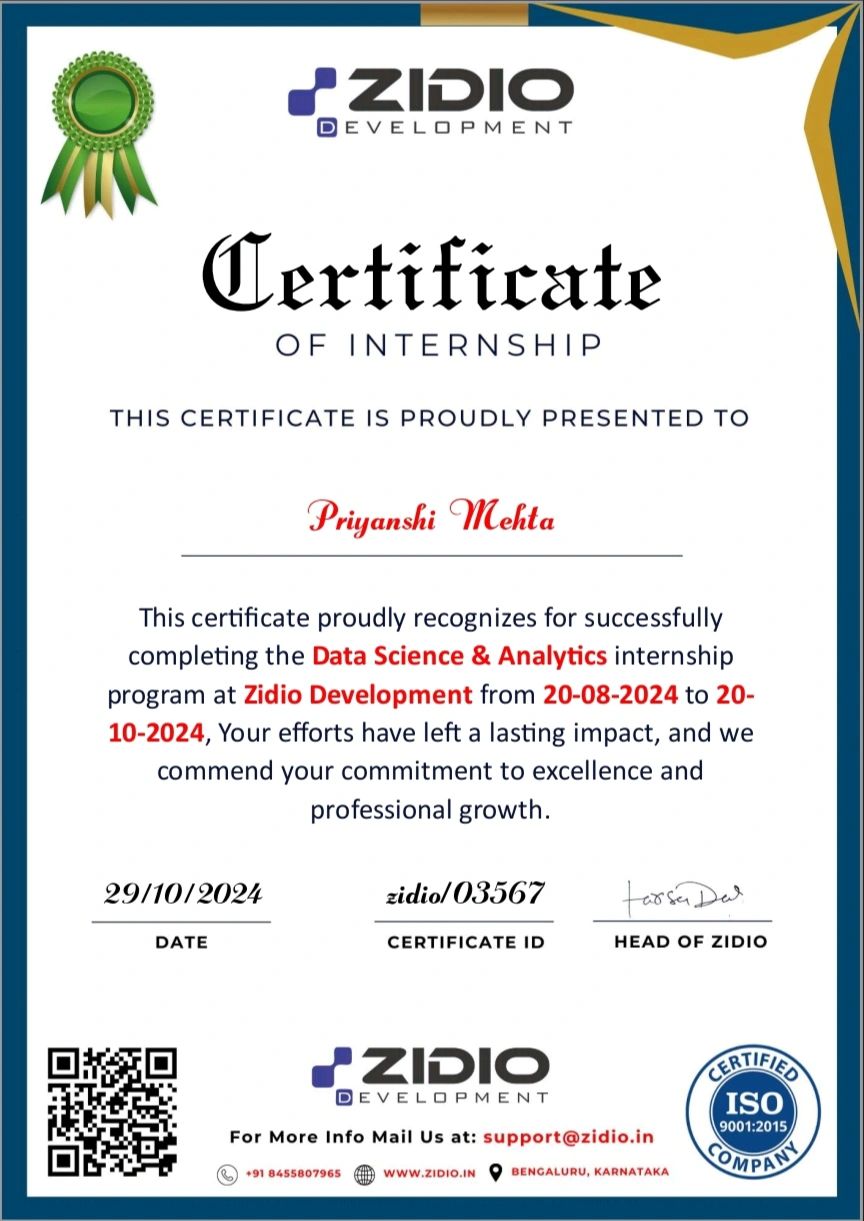 ZIDIO
DEVELOPMENT
Certificate
OF INTERNSHIP
THIS CERTIFICATE IS PROUDLY PRESENTED TO
Priyanshi Mehta
This certificate proudly recognizes for successfully
completing the Data Science & Analytics internship
program at Zidio Development from 20-08-2024 to 20-
10-2024, Your efforts have left a lasting impact, and we
commend your commitment to excellence and
professional growth.
29/10/2024
zidio/03567
DATE
CERTIFICATE ID
HEAD OF ZIDIO
ZIDIO
DEVELOPMENT
For More Info Mail Us at: support@zidio.in
+91 8455807965 WWW.ZIDIO.IN BENGALURU, KARNATAKA
CERTIFIED
ISO
9001:2015
COMPANY